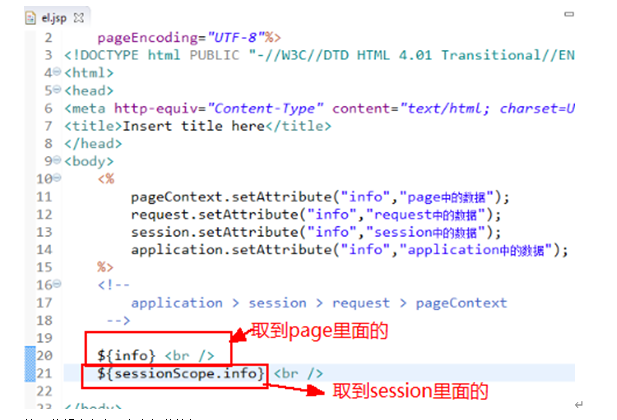 el.jsp
2 pageEncoding="UTF-8"%>
3 <!DOCTYPE html PUBLIC "-//W3C//DTD HTML 4.01 Transitional//EN
4 <html>
5 <head>
6 <meta http-equiv="Content-Type" content="text/html; charset=U
7 <title>Insert title here</title>
8 </head>
9 <body>
10 <%
11 pageContext.setAttribute("info","page中的数据");
12 request.setAttribute("info","request中的数据");
13 session.setAttribute("info","session中的数据");
14 application.setAttribute("info","application中的数据");
15 %>
16 <!--
17 application > session > request > pageContext
18 -->
19 取到page里面的
20 ${info} <br />
21 ${sessionScope.info} <br />
22 取到session里面的
23 </body>